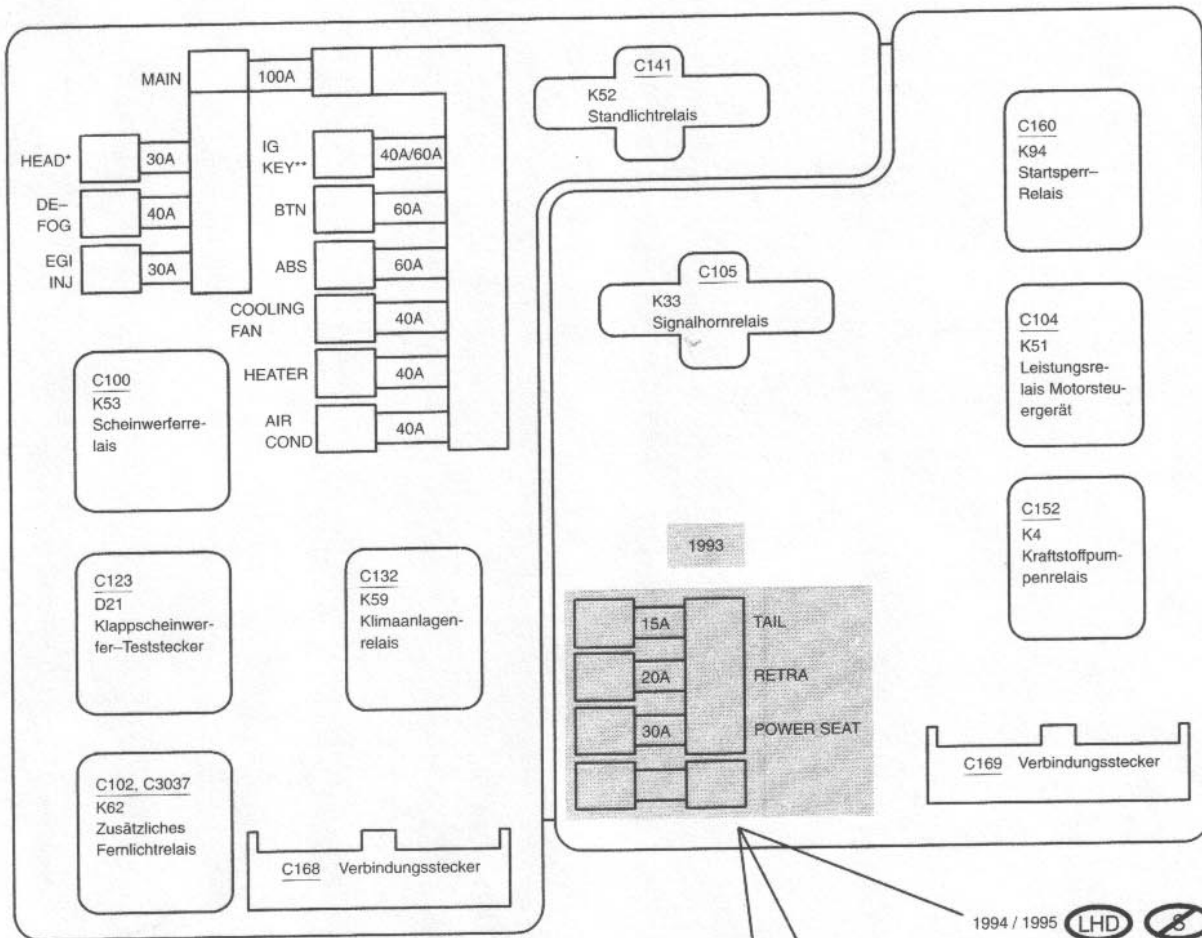 MAIN
100A
HEAD*
30A
DE–
FOG
40A
EGI
INJ
30A
IG
KEY**
40A/60A
BTN
60A
ABS
60A
COOLING
FAN
40A
HEATER
40A
AIR
COND
40A
C100
K53
Scheinwerferre-
lais
C123
D21
Klappscheinwer-
fer–Teststecker
C132
K59
Klimaanlagen-
relais
C102, C3037
K62
Zusätzliches
Fernlichtrelais
C168 Verbindungsstecker
C141
K52
Standlichtrelais
C105
K33
Signalhornrelais
1993
15A
TAIL
20A
RETRA
30A
POWER SEAT
C160
K94
Startsperr–
Relais
C104
K51
Leistungsre-
lais Motorsteu-
ergerät
C152
K4
Kraftstoffpum-
penrelais
C169 Verbindungsstecker
1994 / 1995 LHD S